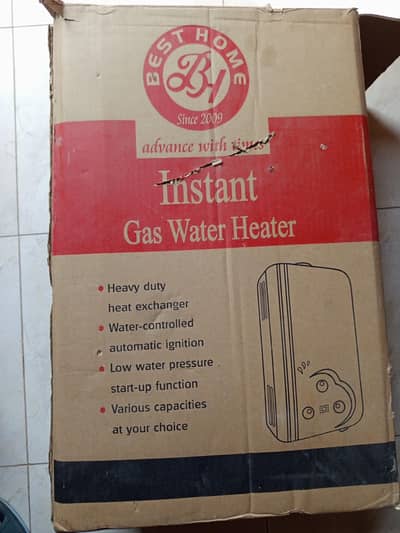 BEST HOME
BH
Since 2009
advance with times
Instant
Gas Water Heater
• Heavy duty
heat exchanger
• Water-controlled
automatic ignition
• Low water pressure
start-up function
• Various capacities
at your choice